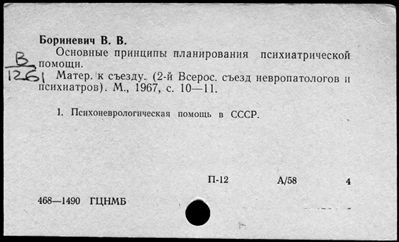 Бориневич В. В.
Основные принципы планирования психиатрической
помощи.
В
1261
Матер. к съезду. (2-й Всерос. съезд невропатологов и
психиатров). М., 1967, с. 10—11.
1. Психоневрологическая помощь в СССР.
П-12 А/58 4
468—1490 ГЦНМБ